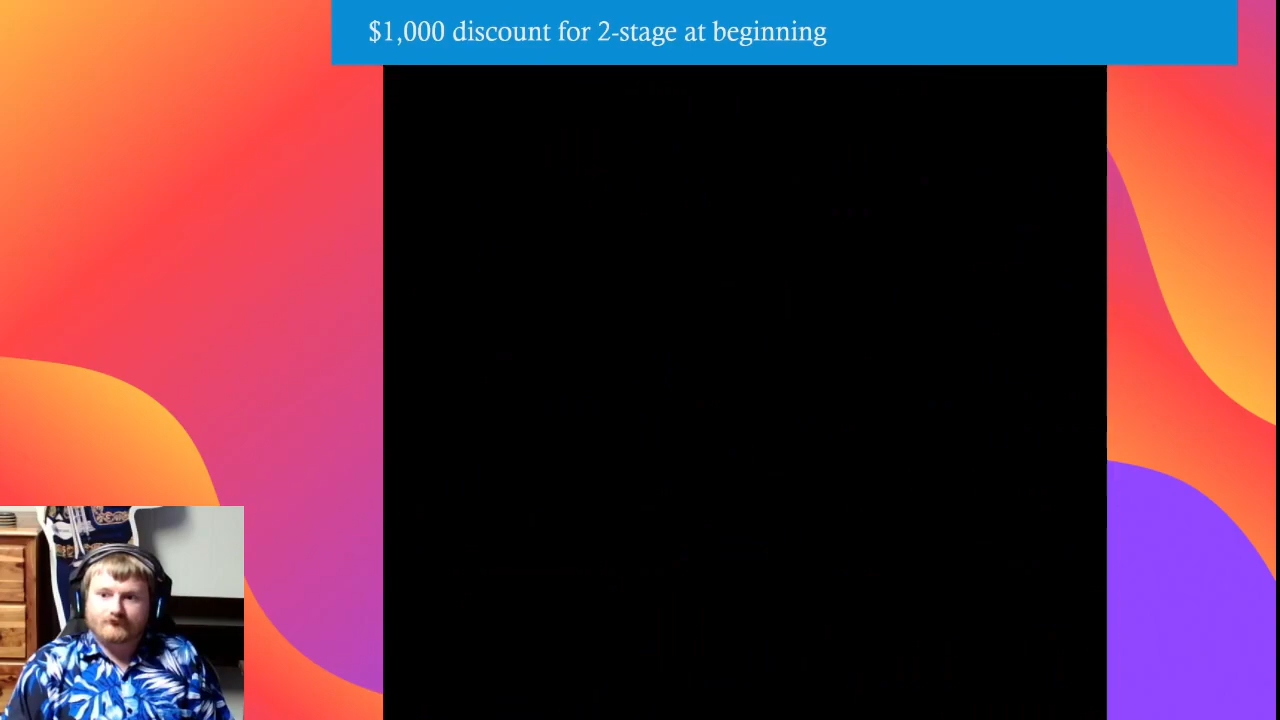 $1,000 discount for 2-stage at beginning